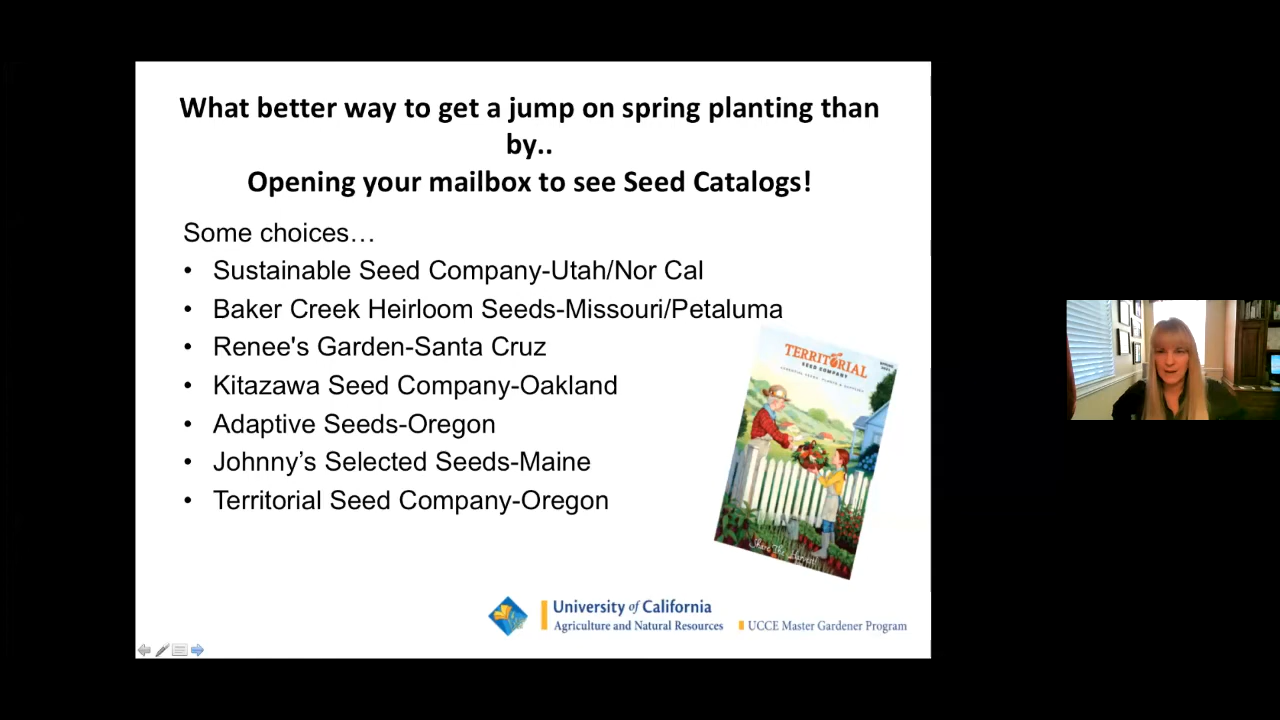 What better way to get a jump on spring planting than
by..
Opening your mailbox to see Seed Catalogs!
Some choices…
• Sustainable Seed Company-Utah/Nor Cal
• Baker Creek Heirloom Seeds-Missouri/Petaluma
• Renee's Garden-Santa Cruz
• Kitazawa Seed Company-Oakland
• Adaptive Seeds-Oregon
• Johnny’s Selected Seeds-Maine
• Territorial Seed Company-Oregon
TERRITORIAL
SEED COMPANY
Share The Harvest!
University of California
Agriculture and Natural Resources
UCCE Master Gardener Program